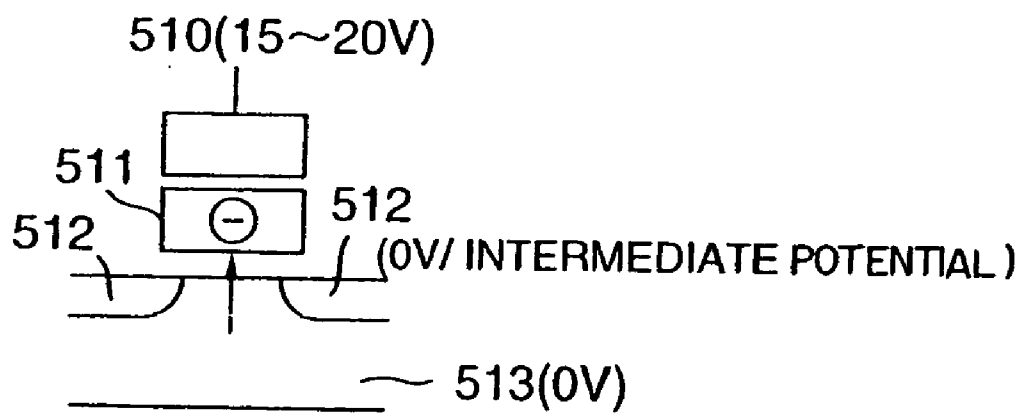 510(15~20V)
511
512
512
(0V/ INTERMEDIATE POTENTIAL)
513(0V)